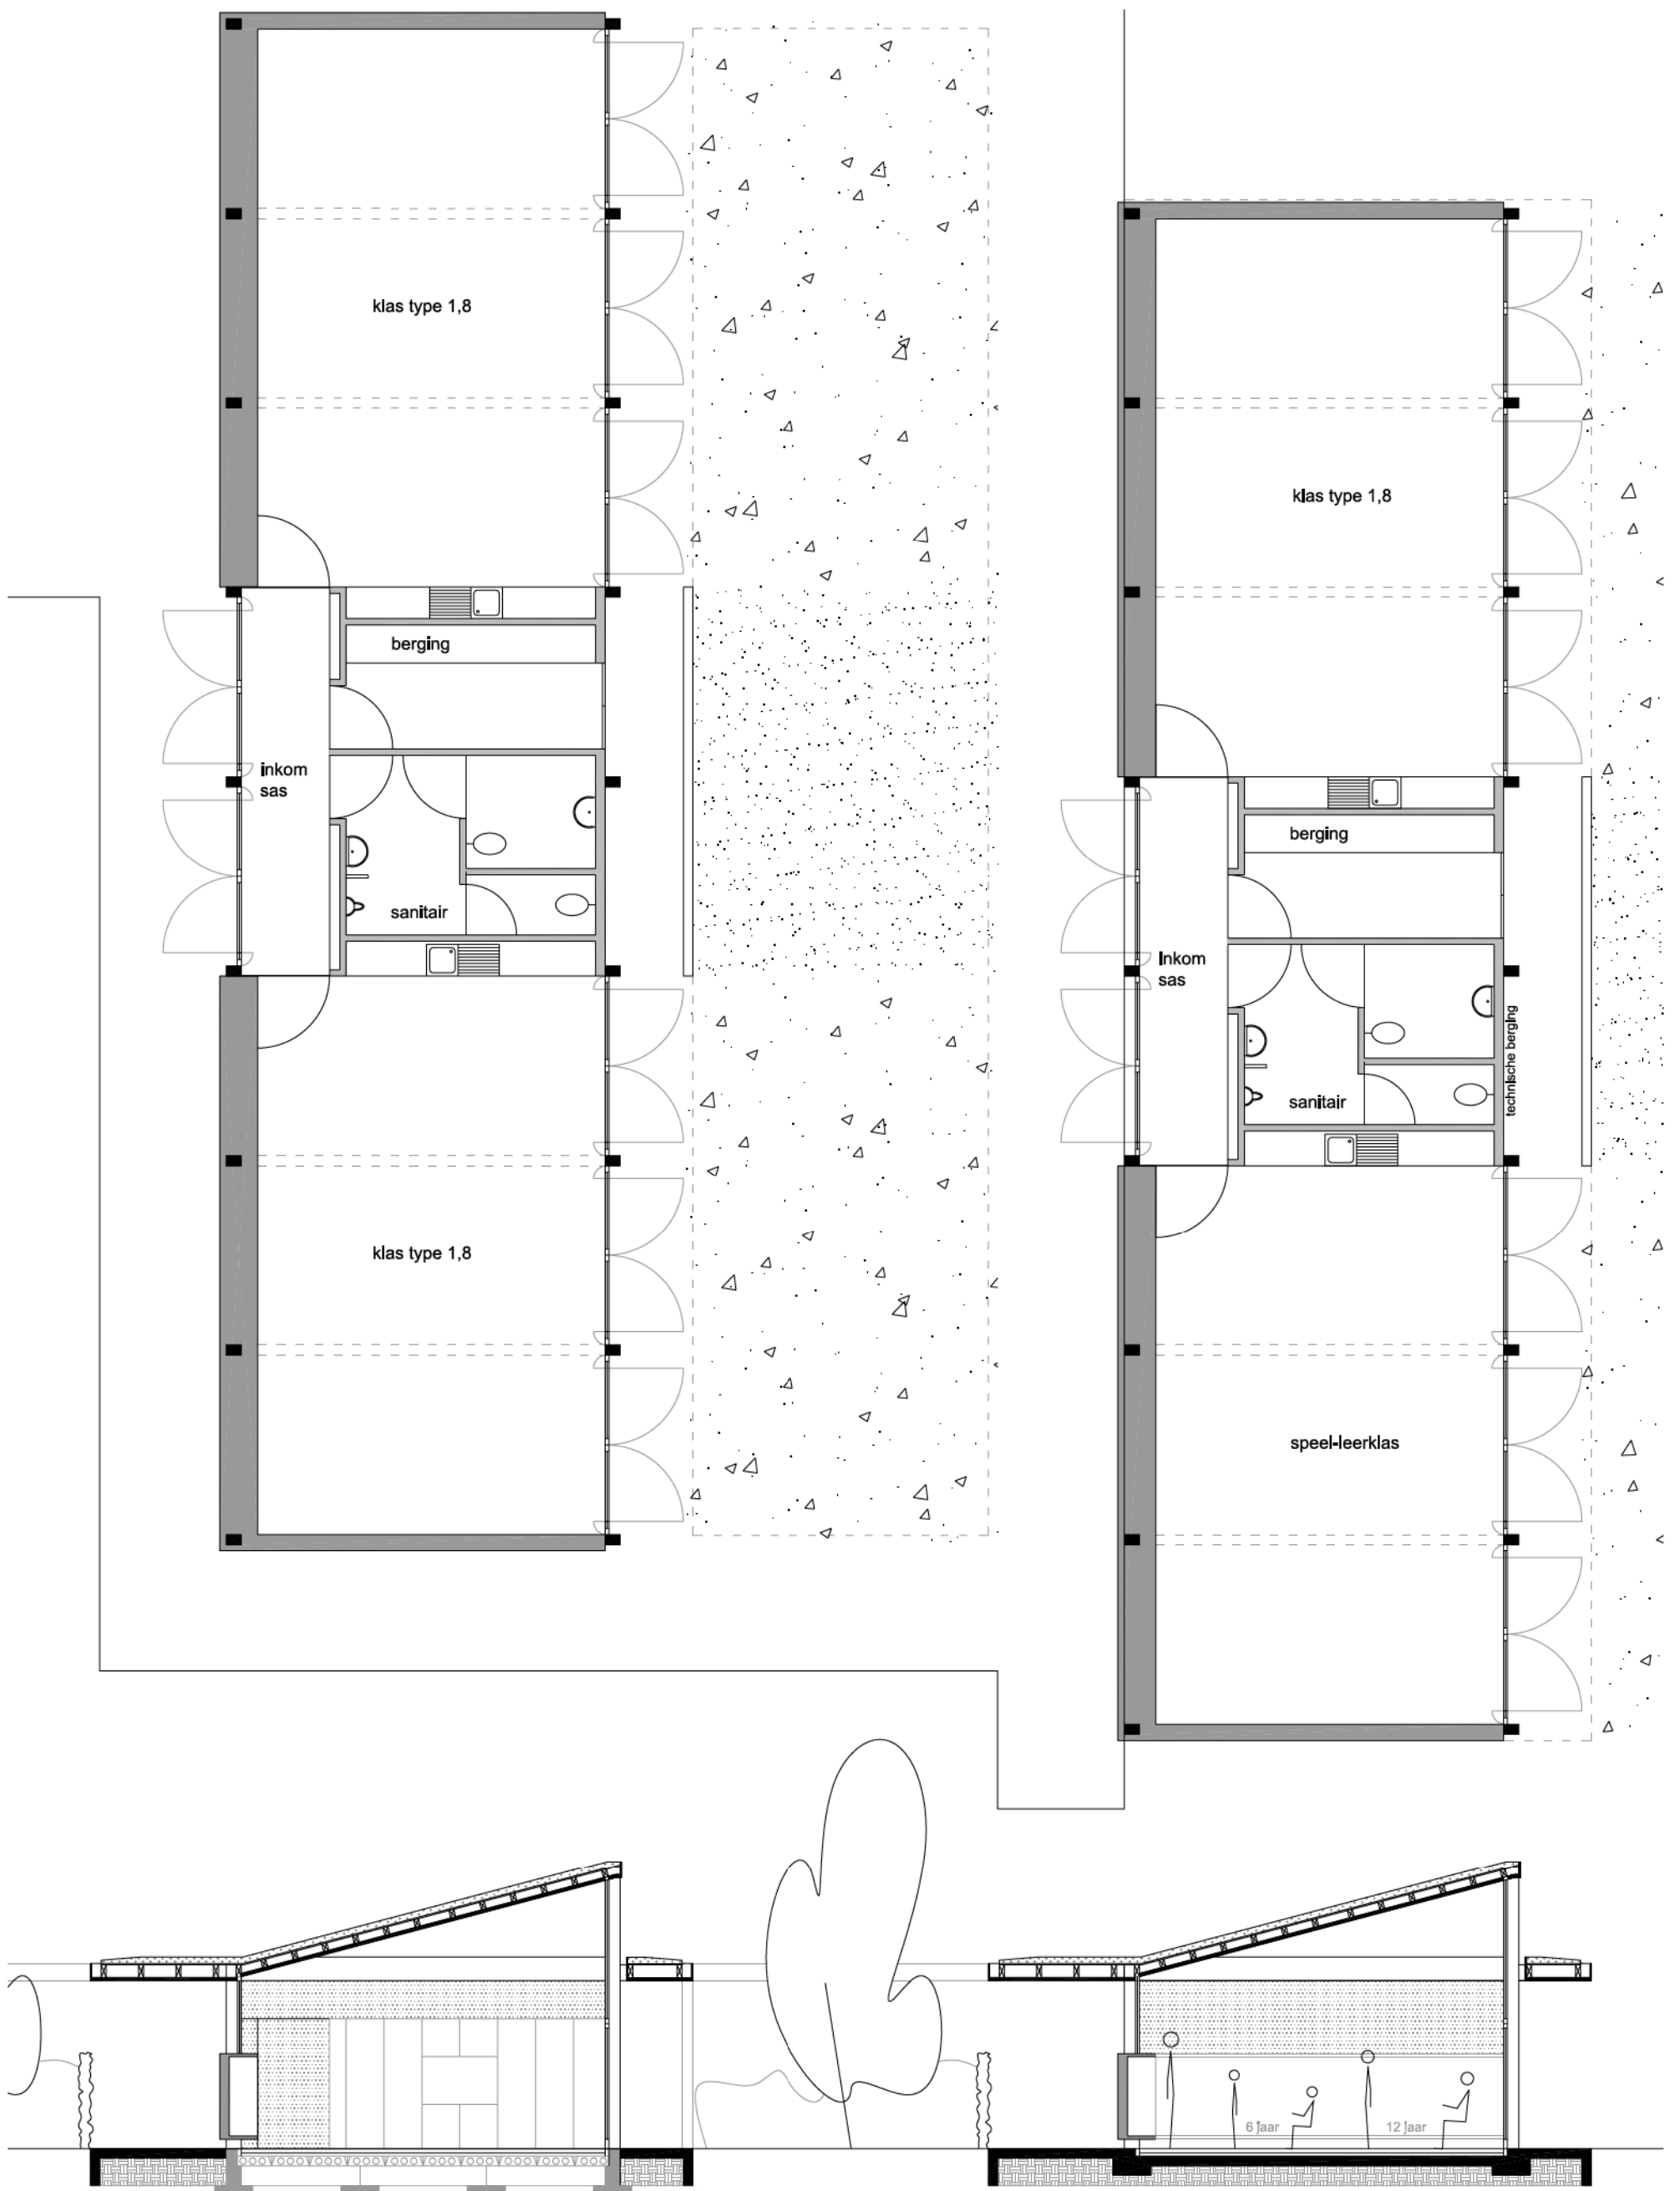 klas type 1,8
berging
inkom
sas
sanitair
klas type 1,8
klas type 1,8
berging
Inkom
sas
technische berging
sanitair
speel-leerklas
6 jaar
12 jaar